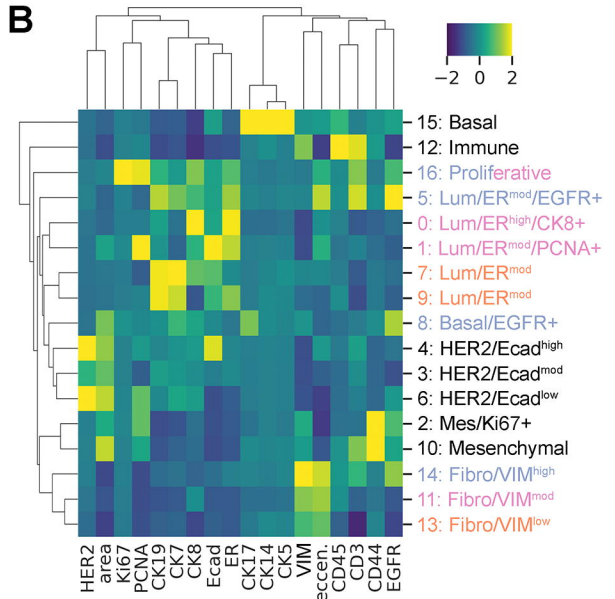 B
−2 0 2
15: Basal
12: Immune
16: Proliferative
5: Lum/ERmod/EGFR+
0: Lum/ERhigh/CK8+
1: Lum/ERmod/PCNA+
7: Lum/ERmod
9: Lum/ERmod
8: Basal/EGFR+
4: HER2/Ecadhigh
3: HER2/Ecadmod
6: HER2/Ecadlow
2: Mes/Ki67+
10: Mesenchymal
14: Fibro/VIMhigh
11: Fibro/VIMmod
13: Fibro/VIMlow
HER2
area
Ki67
PCNA
CK19
CK7
CK8
Ecad
ER
CK17
CK14
CK5
VIM
eccen.
CD45
CD3
CD44
EGFR